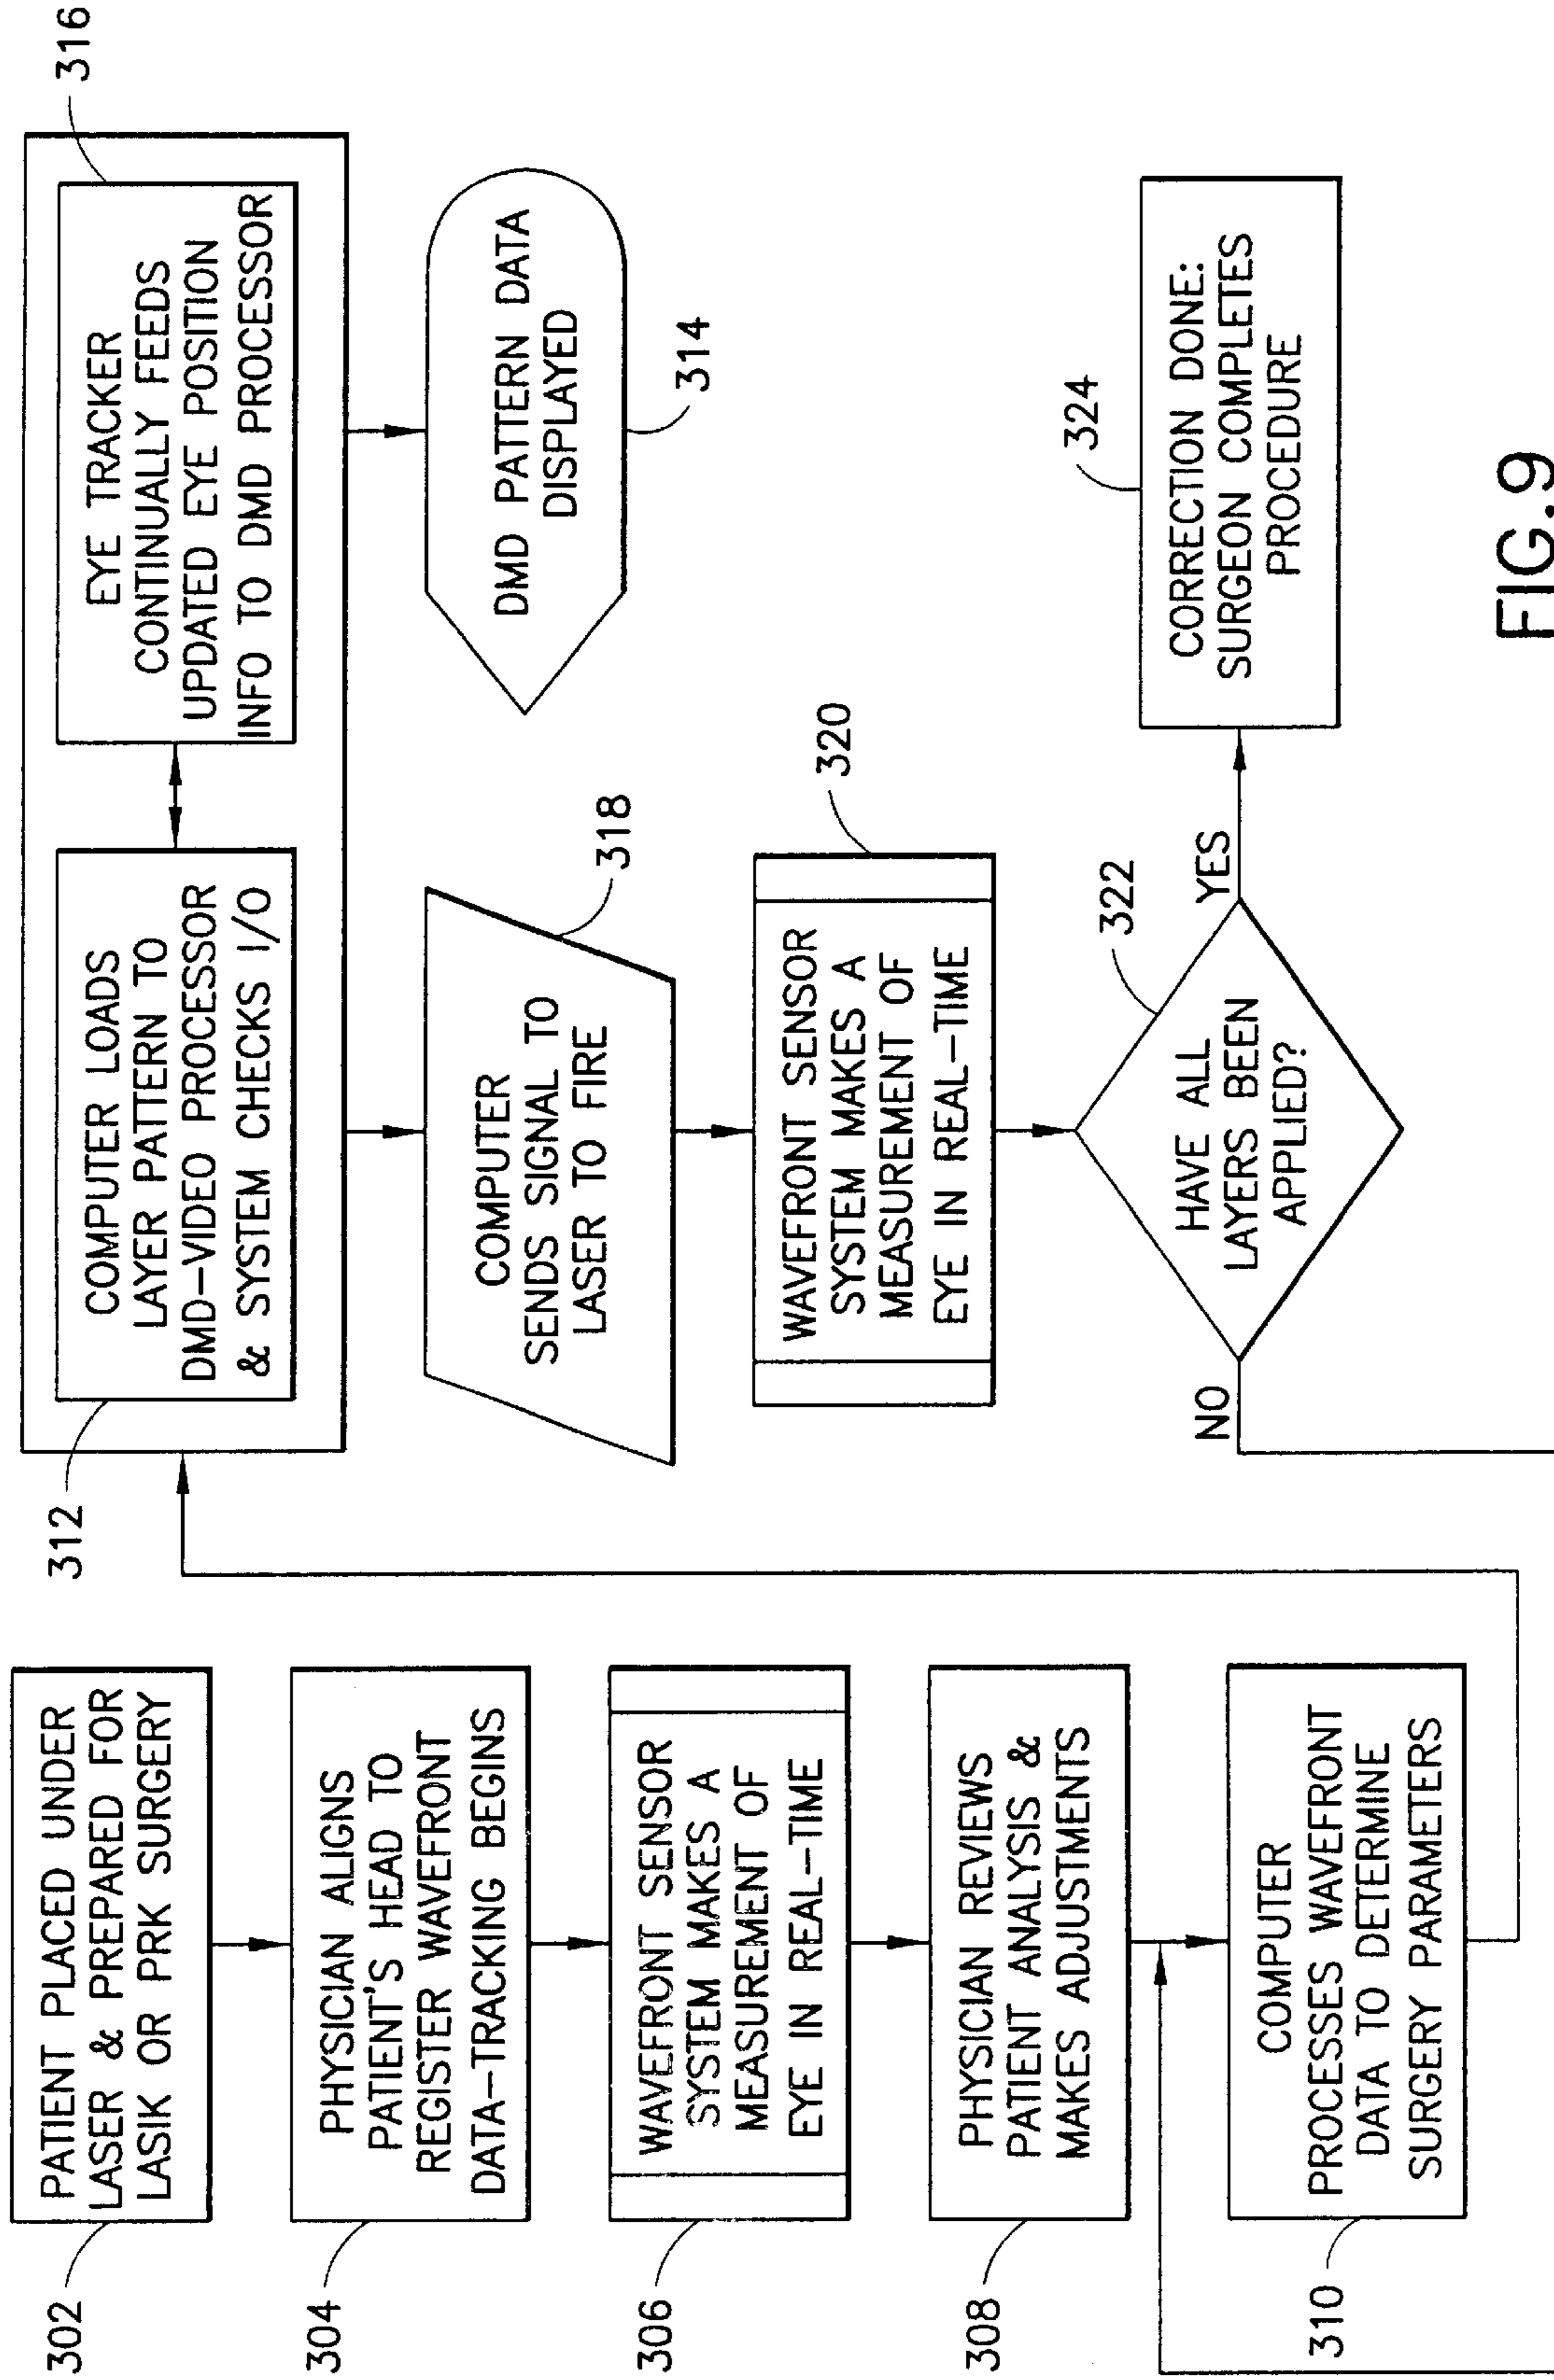 302
PATIENT PLACED UNDER
LASER & PREPARED FOR
LASIK OR PRK SURGERY
304
PHYSICIAN ALIGNS
PATIENT'S HEAD TO
REGISTER WAVEFRONT
DATA-TRACKING BEGINS
306
WAVEFRONT SENSOR
SYSTEM MAKES A
MEASUREMENT OF
EYE IN REAL-TIME
308
PHYSICIAN REVIEWS
PATIENT ANALYSIS &
MAKES ADJUSTMENTS
310
COMPUTER
PROCESSES WAVEFRONT
DATA TO DETERMINE
SURGERY PARAMETERS
312
COMPUTER LOADS
LAYER PATTERN TO
DMD-VIDEO PROCESSOR
& SYSTEM CHECKS I/O
316
EYE TRACKER
CONTINUALLY FEEDS
UPDATED EYE POSITION
INFO TO DMD PROCESSOR
DMD PATTERN DATA
DISPLAYED
314
COMPUTER
SENDS SIGNAL TO
LASER TO FIRE
318
WAVEFRONT SENSOR
SYSTEM MAKES A
MEASUREMENT OF
EYE IN REAL-TIME
320
HAVE ALL
LAYERS BEEN
APPLIED?
322
NO
YES
324
CORRECTION DONE:
SURGEON COMPLETES
PROCEDURE
FIG.9